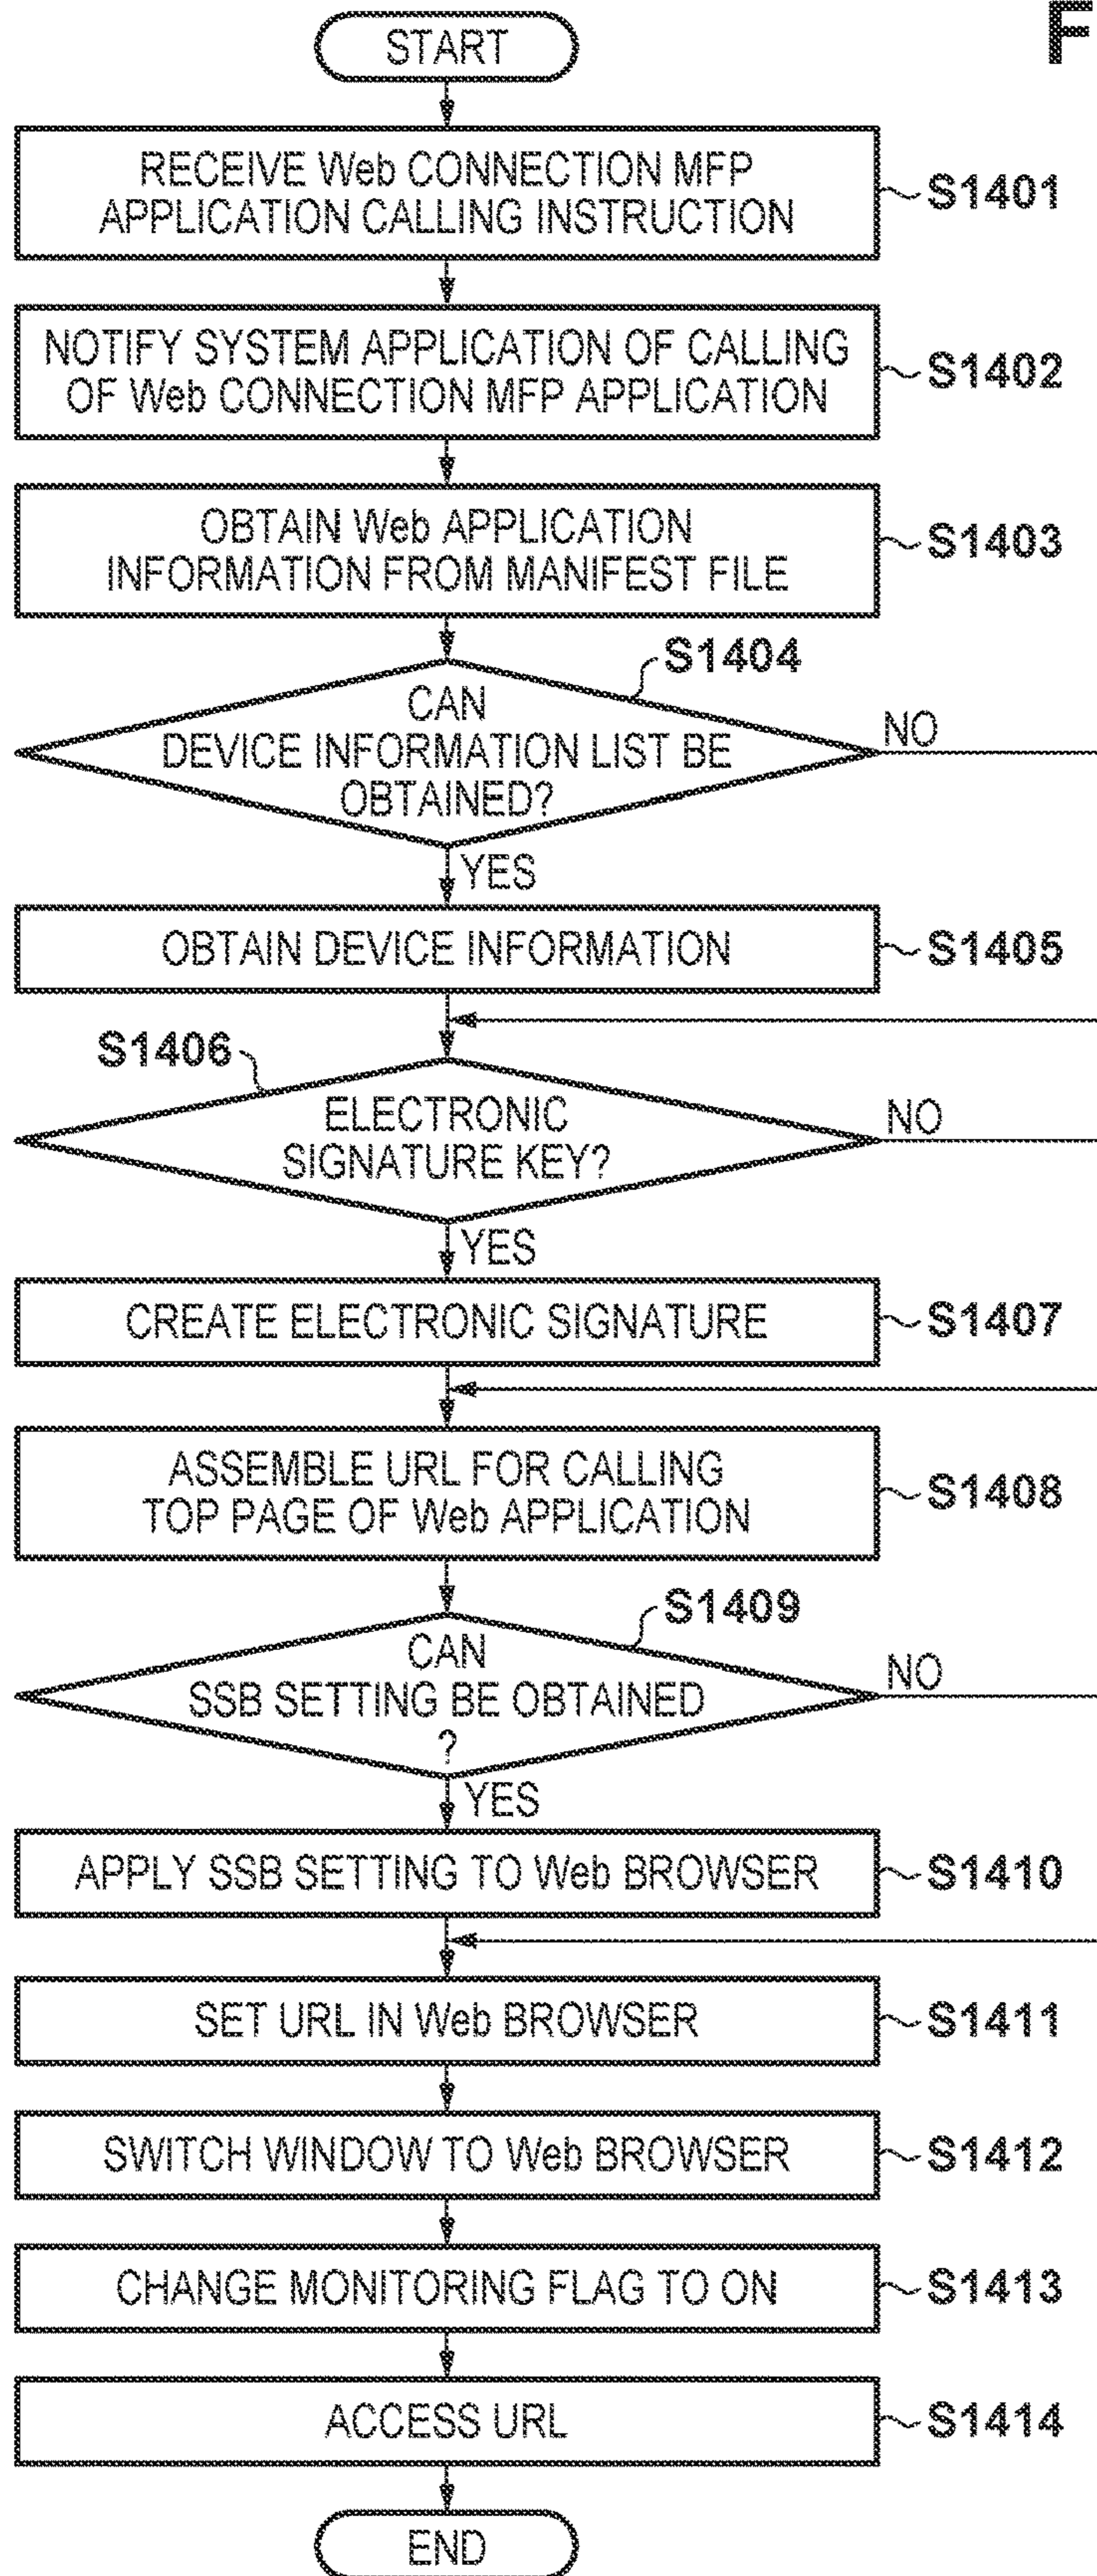 F
START
RECEIVE Web CONNECTION MFP
APPLICATION CALLING INSTRUCTION
S1401
NOTIFY SYSTEM APPLICATION OF CALLING
OF Web CONNECTION MFP APPLICATION
S1402
OBTAIN Web APPLICATION
INFORMATION FROM MANIFEST FILE
S1403
S1404
CAN
DEVICE INFORMATION LIST BE
OBTAINED?
NO
YES
OBTAIN DEVICE INFORMATION
S1405
S1406
ELECTRONIC
SIGNATURE KEY?
NO
YES
CREATE ELECTRONIC SIGNATURE
S1407
ASSEMBLE URL FOR CALLING
TOP PAGE OF Web APPLICATION
S1408
S1409
CAN
SSB SETTING BE OBTAINED
?
NO
YES
APPLY SSB SETTING TO Web BROWSER
S1410
SET URL IN Web BROWSER
S1411
SWITCH WINDOW TO Web BROWSER
S1412
CHANGE MONITORING FLAG TO ON
S1413
ACCESS URL
S1414
END